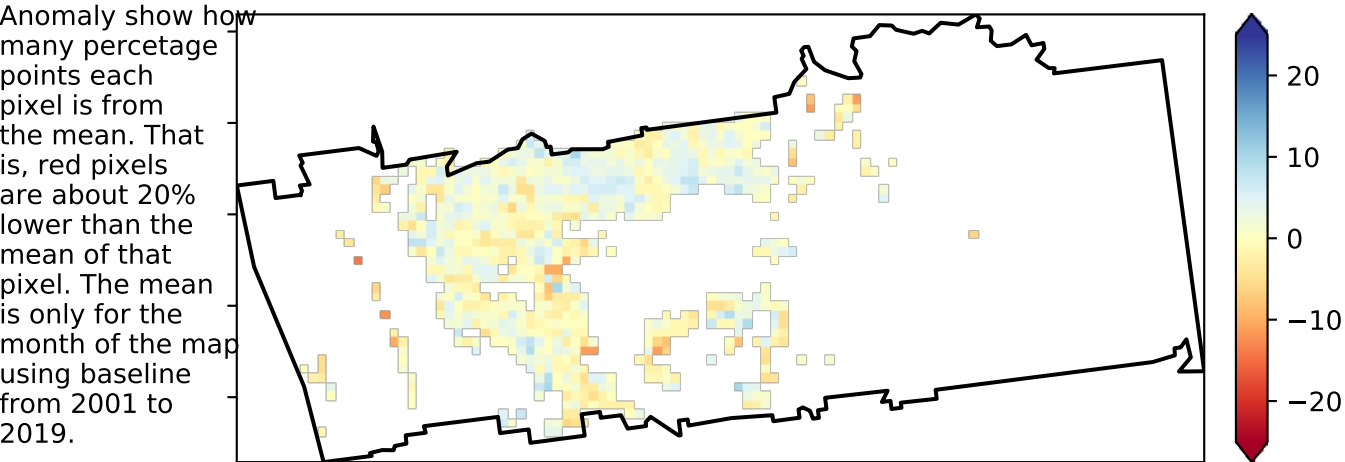 Anomaly show how
many percetage
points each
pixel is from
the mean. That
is, red pixels
are about 20%
lower than the
mean of that
pixel. The mean
is only for the
month of the map
using baseline
from 2001 to
2019.
20
10
0
−10
−20